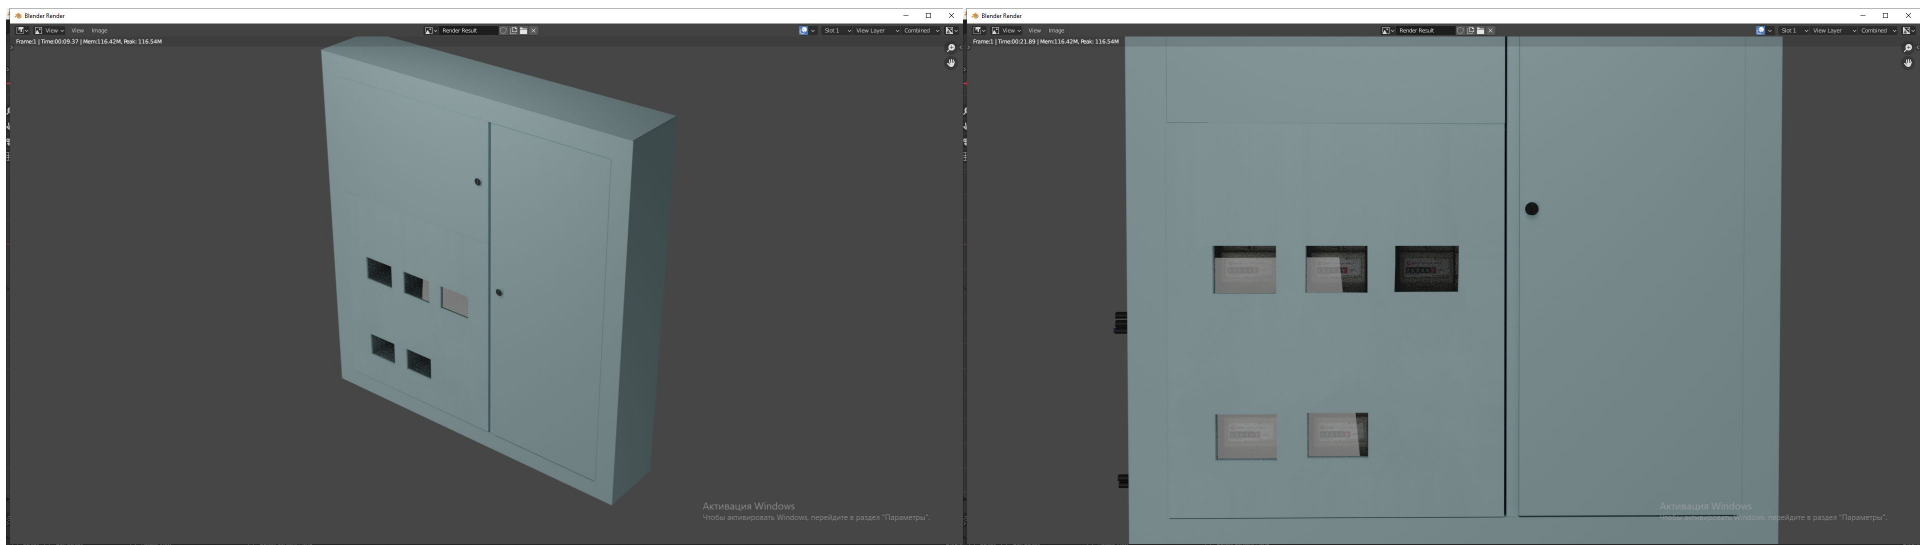 Blender Render
View
View
Image
Render Result
Slot 1
View Layer
Combined
Frame:1 | Time:00:09.37 | Mem:116.42M, Peak: 116.54M
Активация Windows
Чтобы активировать Windows, перейдите в раздел "Параметры".
Blender Render
View
View
Image
Render Result
Slot 1
View Layer
Combined
Frame:1 | Time:00:21.89 | Mem:116.42M, Peak: 116.54M
Активация Windows
Чтобы активировать Windows, перейдите в раздел "Параметры".